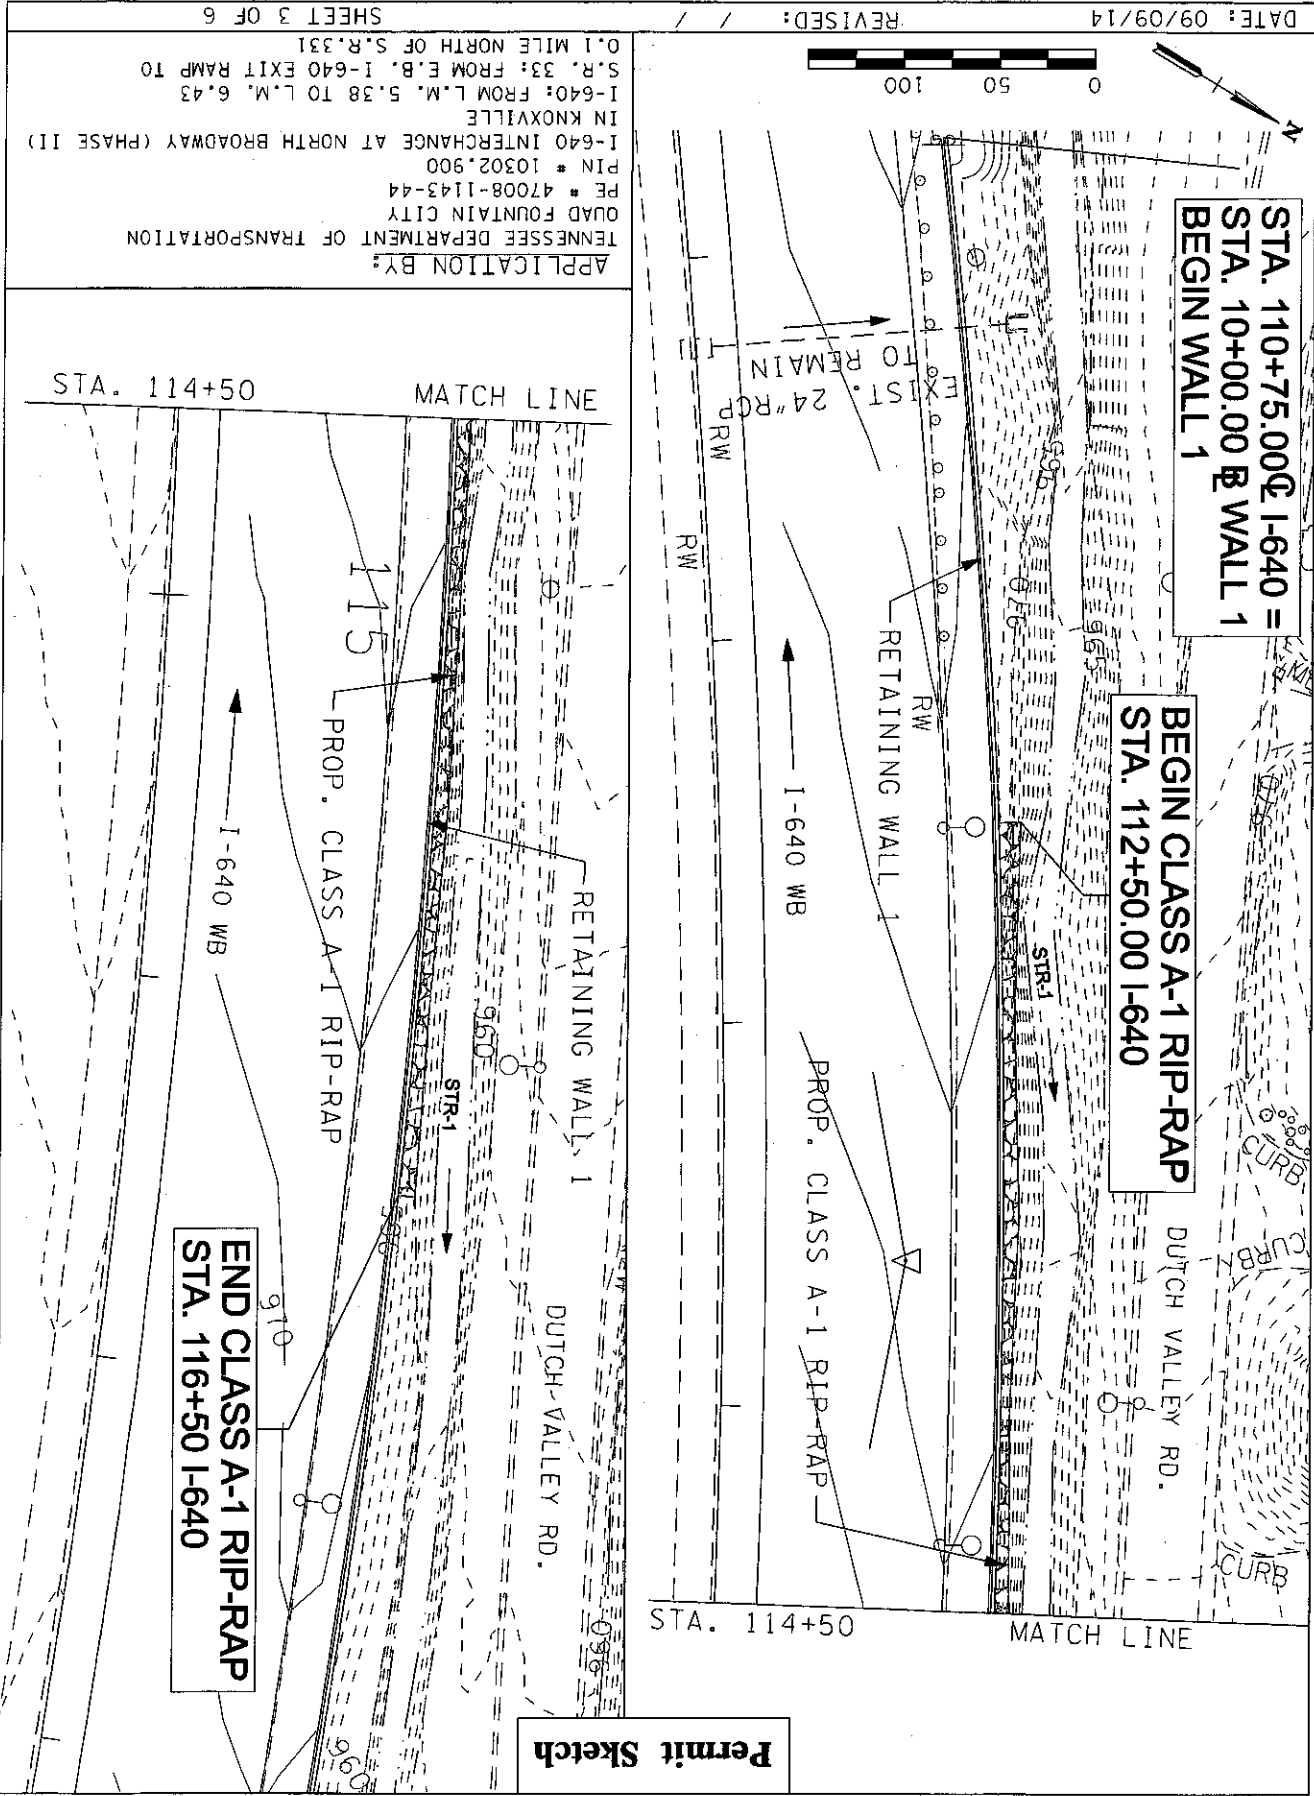 Permit Sketch
STA. 110+75.00 ℄ I-640 =
STA. 10+00.00 WALL 1
BEGIN WALL 1
BEGIN CLASS A-1 RIP-RAP
STA. 112+50.00 I-640
EXIST. 24"RCP
TO REMAIN
RW
RW
RW
RETAINING WALL 1
I-640 WB
PROP. CLASS A-1 RIP-RAP
STR-1
DUTCH VALLEY RD.
965
970
965
970
CURB
CURB
CURB
STA. 114+50
MATCH LINE
STA. 114+50
MATCH LINE
115
I-640 WB
PROP. CLASS A-1 RIP-RAP
RETAINING WALL 1
STR-1
960
DUTCH VALLEY RD.
970
960
960
END CLASS A-1 RIP-RAP
STA. 116+50 I-640
0 50 100
N
APPLICATION BY:
TENNESSEE DEPARTMENT OF TRANSPORTATION
QUAD FOUNTAIN CITY
PE # 47008-1143-44
PIN # 10302.900
I-640 INTERCHANGE AT NORTH BROADWAY (PHASE II)
IN KNOXVILLE
I-640: FROM L.M. 5.38 TO L.M. 6.43
S.R. 33: FROM E.B. I-640 EXIT RAMP TO
0.1 MILE NORTH OF S.R.331
DATE: 09/09/14
REVISED: / /
SHEET 3 OF 6